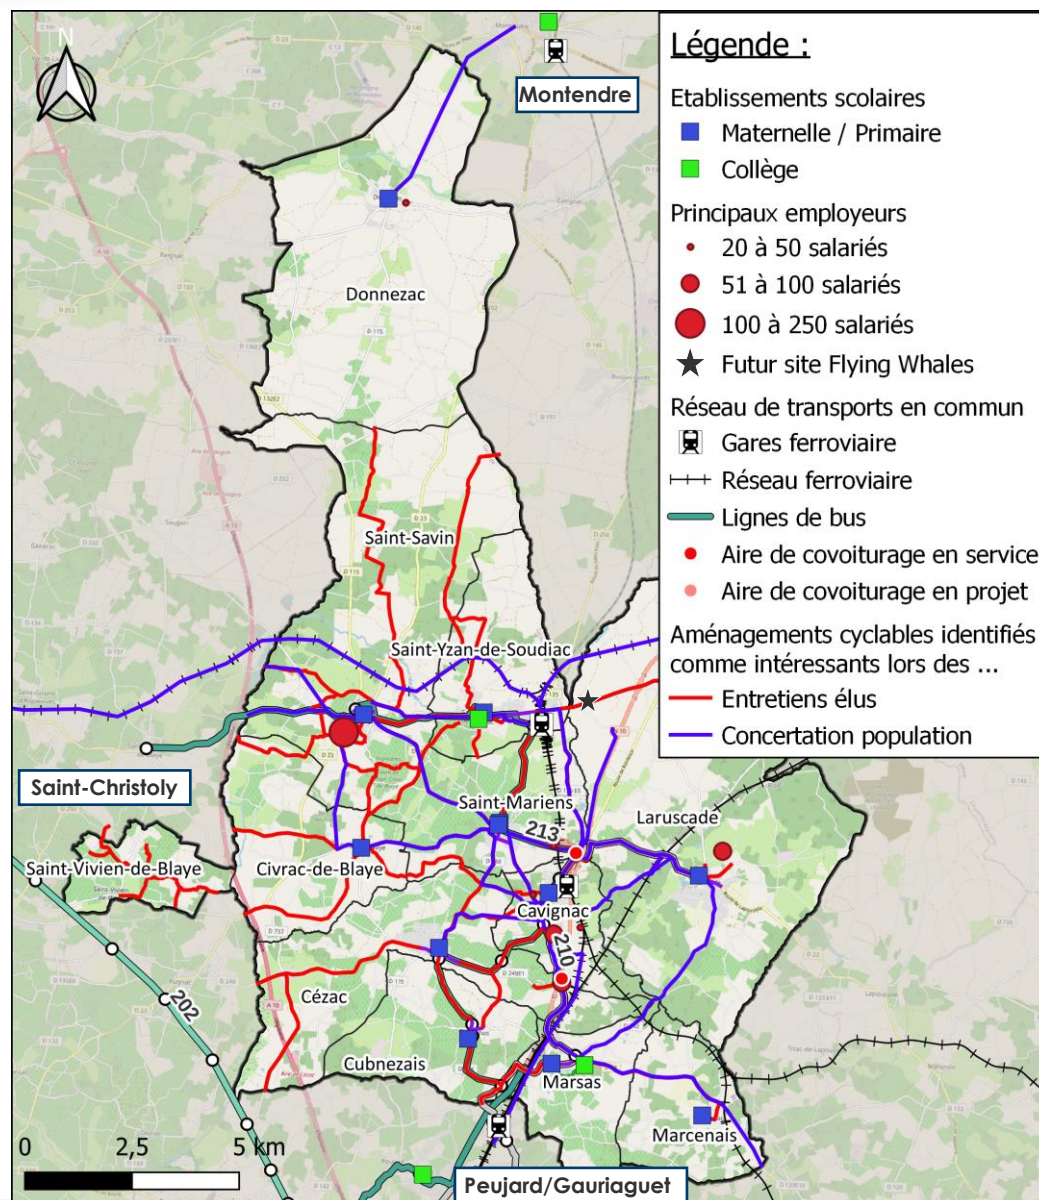 N
Montendre
Légende :
Etablissements scolaires
Maternelle / Primaire
Collège
Principaux employeurs
20 à 50 salariés
51 à 100 salariés
100 à 250 salariés
Futur site Flying Whales
Réseau de transports en commun
Gares ferroviaire
Réseau ferroviaire
Lignes de bus
Aire de covoiturage en service
Aire de covoiturage en projet
Aménagements cyclables identifiés
comme intéressants lors des ...
Entretiens élus
Concertation population
Donnezac
Saint-Savin
Saint-Yzan-de-Soudiac
Saint-Christoly
Saint-Mariens
213
Laruscade
Saint-Vivien-de-Blaye
Civrac-de-Blaye
Cavignac
210
202
Cézac
Cubnezais
Marsas
Marcenais
0 2,5 5 km
Peujard/Gauriaguet